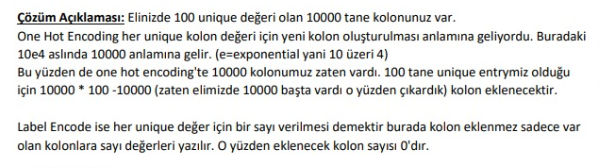 Çözüm Açıklaması: Elinizde 100 unique değeri olan 10000 tane kolonunuz var.
One Hot Encoding her unique kolon değeri için yeni kolon oluşturulması anlamına geliyordu. Buradaki
10e4 aslında 10000 anlamına gelir. (e=exponential yani 10 üzeri 4)
Bu yüzden de one hot encoding'te 10000 kolonumuz zaten vardı. 100 tane unique entrymiz olduğu
için 10000 * 100 -10000 (zaten elimizde 10000 başta vardı o yüzden çıkardık) kolon eklenecektir.
Label Encode ise her unique değer için bir sayı verilmesi demektir burada kolon eklenmez sadece var
olan kolonlara sayı değerleri yazılır. O yüzden eklenecek kolon sayısı 0'dır.